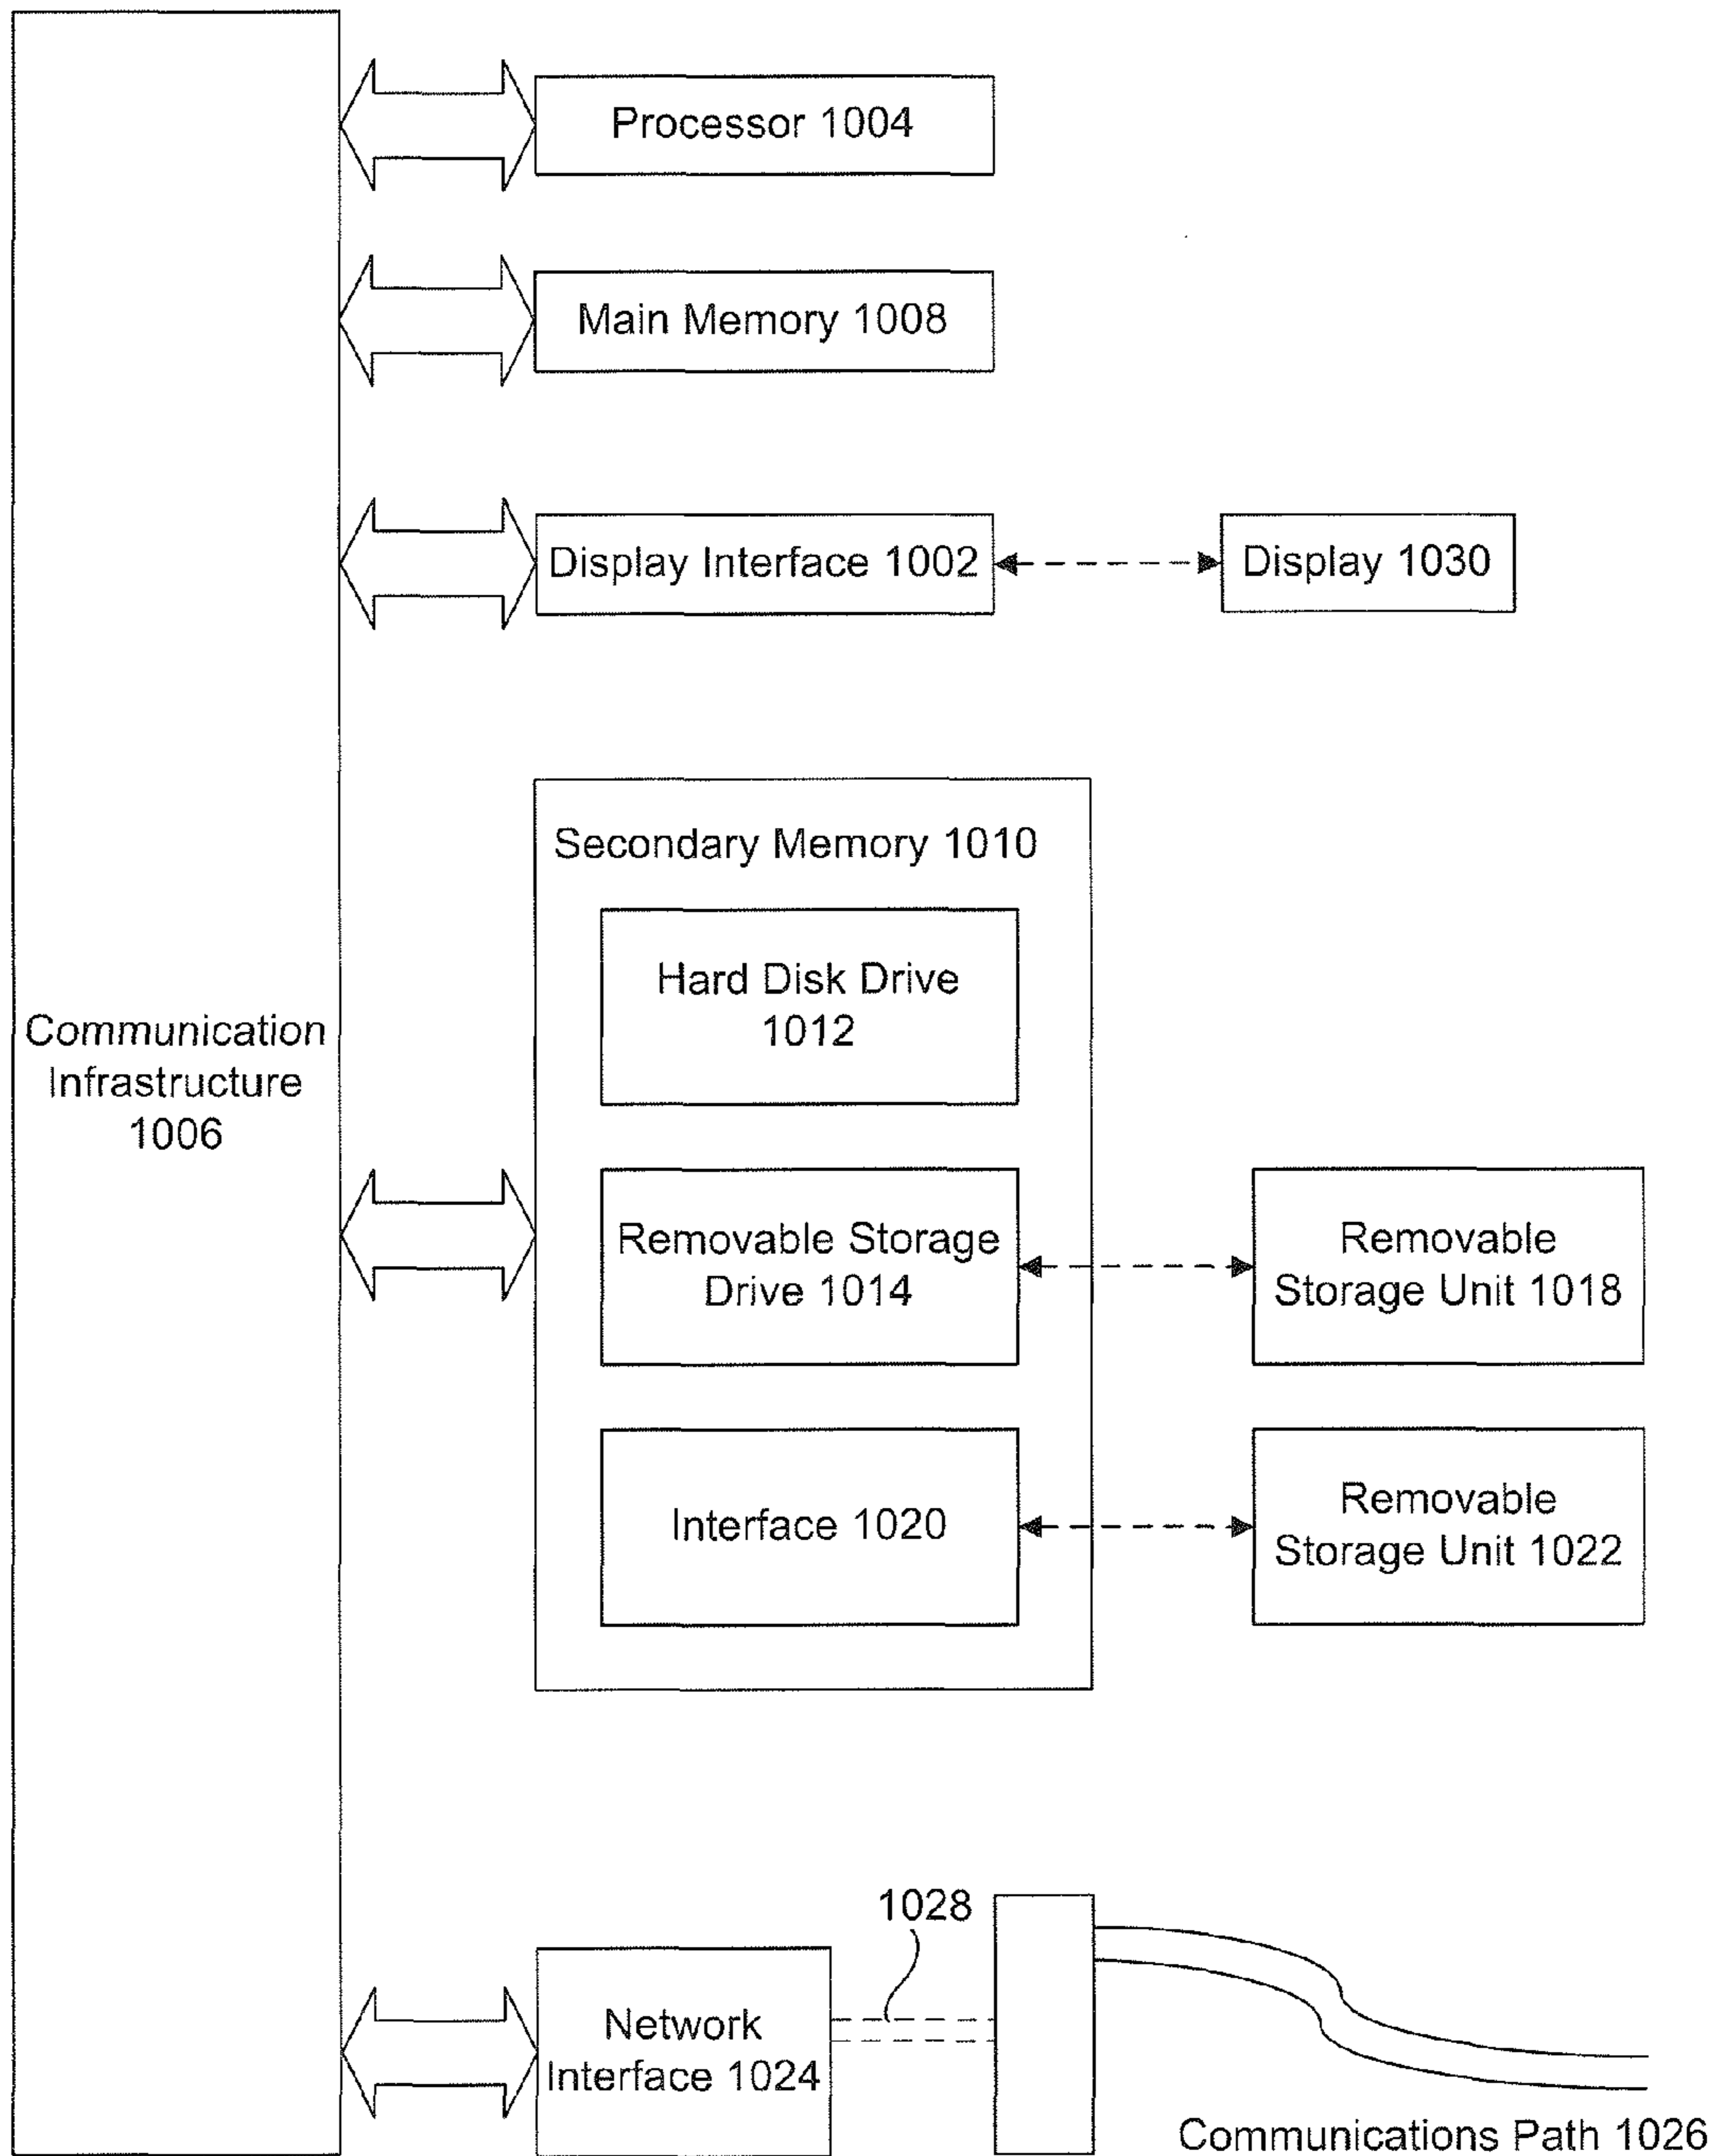 Processor 1004
Main Memory 1008
Display Interface 1002
Display 1030
Secondary Memory 1010
Hard Disk Drive
1012
Communication
Infrastructure
1006
Removable Storage
Drive 1014
Removable
Storage Unit 1018
Interface 1020
Removable
Storage Unit 1022
1028
Network
Interface 1024
Communications Path 1026